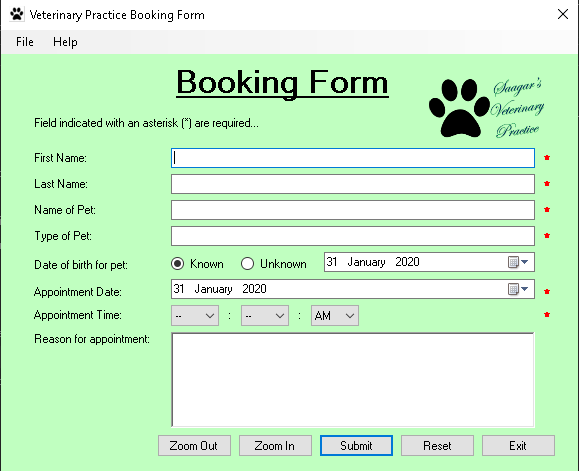 Veterinary Practice Booking Form
File Help
Booking Form
Saagar's
Veterinary
Practice
Field indicated with an asterisk (*) are required...
First Name: *
Last Name: *
Name of Pet: *
Type of Pet: *
Date of birth for pet: Known Unknown 31 January 2020
Appointment Date: 31 January 2020 *
Appointment Time: -- : -- : AM *
Reason for appointment:
Zoom Out Zoom In Submit Reset Exit